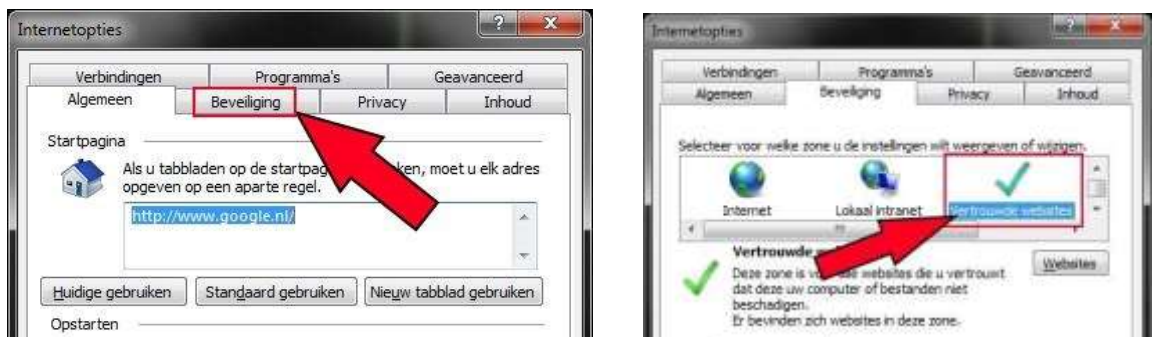 Internetopties
Verbindingen Programma's Geavanceerd
Algemeen Beveiliging Privacy Inhoud
Startpagina
Als u tabbladen op de startpag ken, moet u elk adres
opgeven op een aparte regel.
http://www.google.nl/
Huidige gebruiken Standaard gebruiken Nieuw tabblad gebruiken
Opstarten
Internetopties
Verbindingen Programma's Geavanceerd
Algemeen Beveiliging Privacy Inhoud
Selecteer voor welke zone u de instellingen wilt weergeven of wijzigen.
Internet Lokaal intranet Vertrouwde websites
Vertrouwde
Deze zone is websites die u vertrouwt
dat deze uw computer of bestanden niet
beschadigen.
Er bevinden zich websites in deze zone.
Websites